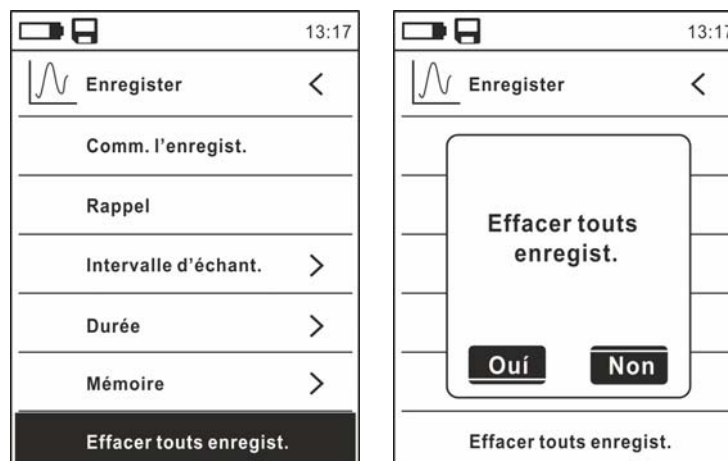 13:17
Enregister
Comm. l'enregist.
Rappel
Intervalle d'échant.
Durée
Mémoire
Effacer touts enregist.
13:17
Enregister
Effacer touts
enregist.
Ouí Non
Effacer touts enregist.